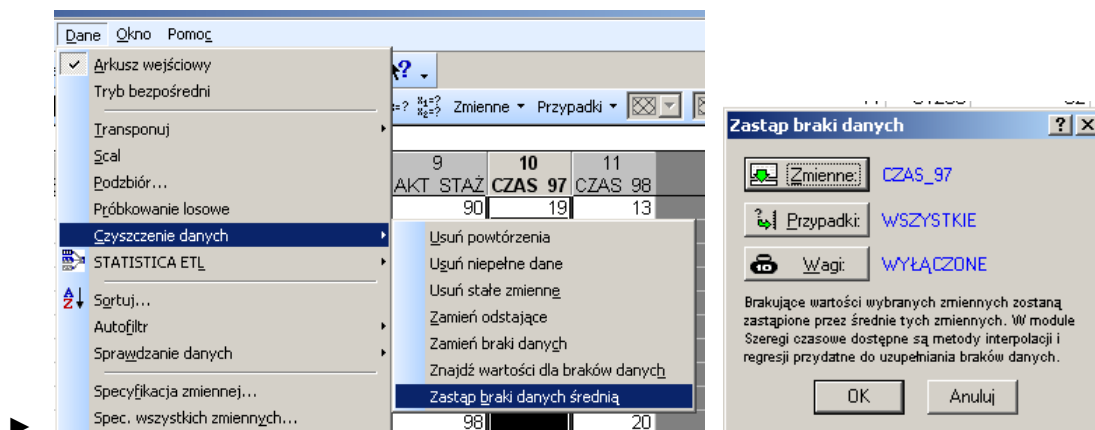 Dane Okno Pomoc
Arkusz wejściowy
Tryb bezpośredni
Transponuj
Scal
Podzbiór...
Próbkowanie losowe
Czyszczenie danych
STATISTICA ETL
Sortuj...
Autofiltr
Sprawdzanie danych
Specyfikacja zmiennej...
Spec. wszystkich zmiennych...
Zmienne Przypadki
9 10 11
AKT STAŻ CZAS 97 CZAS 98
90 19 13
Usuń powtórzenia
Usuń niepełne dane
Usuń stałe zmienne
Zamień odstające
Zamień braki danych
Znajdź wartości dla braków danych
Zastąp braki danych średnią
98 20
Zastąp braki danych
Zmienne: CZAS_97
Przypadki: WSZYSTKIE
Wagi: WYŁĄCZONE
Brakujące wartości wybranych zmiennych zostaną
zastąpione przez średnie tych zmiennych. W module
Szeregi czasowe dostępne są metody interpolacji i
regresji przydatne do uzupełniania braków danych.
OK Anuluj